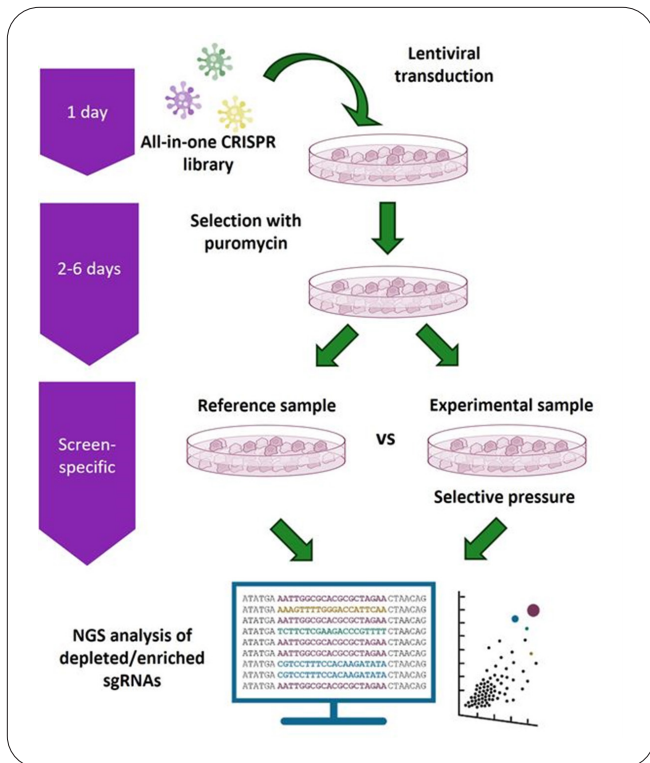 1 day
All-in-one CRISPR
library
Lentiviral
transduction
2-6 days
Selection with
puromycin
Screen-
specific
Reference sample
vs
Experimental sample
Selective pressure
NGS analysis of
depleted/enriched
sgRNAs
ATATGA AATTGGCGCACGCGCTAGAA CTAACAG
ATATGA AAAGTTTTGGGACCATTCAA CTAACAG
ATATGA AATTGGCGCACGCGCTAGAA CTAACAG
ATATGA TCTTCTCGAAGACCCGTTTT CTAACAG
ATATGA AATTGGCGCACGCGCTAGAA CTAACAG
ATATGA AATTGGCGCACGCGCTAGAA CTAACAG
ATATGA CGTCCTTTCCACAAGATATA CTAACAG
ATATGA CGTCCTTTCCACAAGATATA CTAACAG
ATATGA AATTGGCGCACGCGCTAGAA CTAACAG